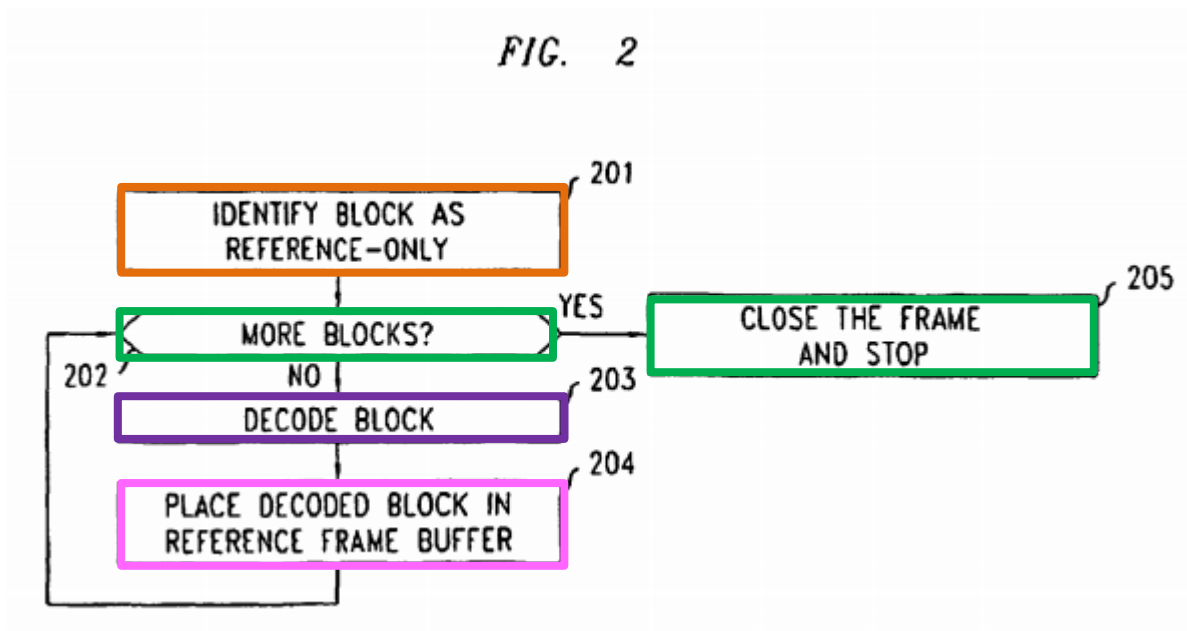 FIG. 2
201
IDENTIFY BLOCK AS
REFERENCE-ONLY
MORE BLOCKS?
YES
202
NO
205
CLOSE THE FRAME
AND STOP
203
DECODE BLOCK
204
PLACE DECODED BLOCK IN
REFERENCE FRAME BUFFER